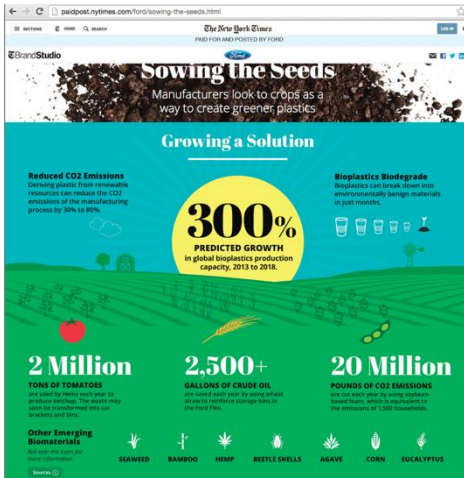 paidpost.nytimes.com/ford/sowing-the-seeds.html
SECTIONS HOME SEARCH
The New York Times
LOG IN
PAID FOR AND POSTED BY FORD
TBrandStudio
Ford
Sowing the Seeds
Manufacturers look to crops as a
way to create greener plastics
Growing a Solution
Reduced CO2 Emissions
Deriving plastic from renewable
resources can reduce the CO2
emissions of the manufacturing
process by 30% to 80%.
300%
PREDICTED GROWTH
in global bioplastics production
capacity, 2013 to 2018.
Bioplastics Biodegrade
Bioplastics can break down into
environmentally benign materials
in just months.
2 Million
TONS OF TOMATOES
are used by Heinz each year to
produce ketchup. The waste may
soon be transformed into car
brackets and bins.
2,500+
GALLONS OF CRUDE OIL
are saved each year by using wheat
straw to reinforce storage bins in
the Ford Flex.
20 Million
POUNDS OF CO2 EMISSIONS
are cut each year by using soybean-
based foam, which is equivalent to
the emissions of 1,500 households.
Other Emerging
Biomaterials
Roll over the icons for
more information.
SEAWEED BAMBOO HEMP BEETLE SHELLS AGAVE CORN EUCALYPTUS
Sources